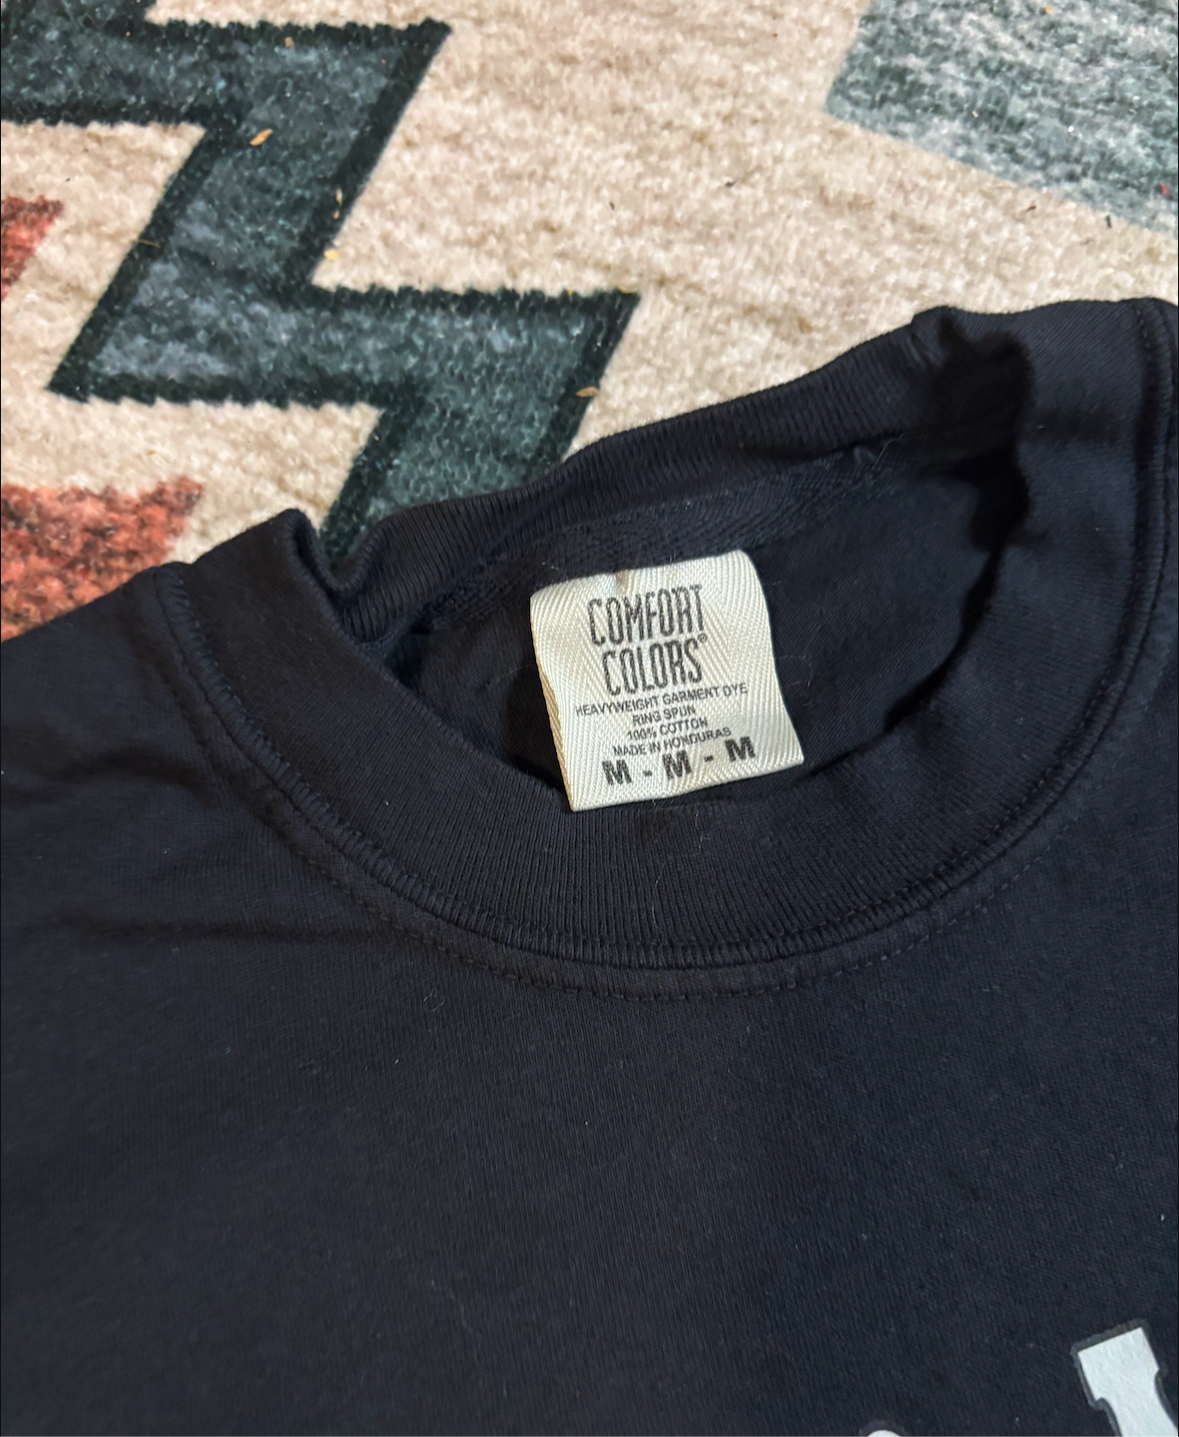 COMFORT
COLORS®
HEAVYWEIGHT GARMENT DYE
RING SPUN
100% COTTON
MADE IN HONDURAS
M - M - M